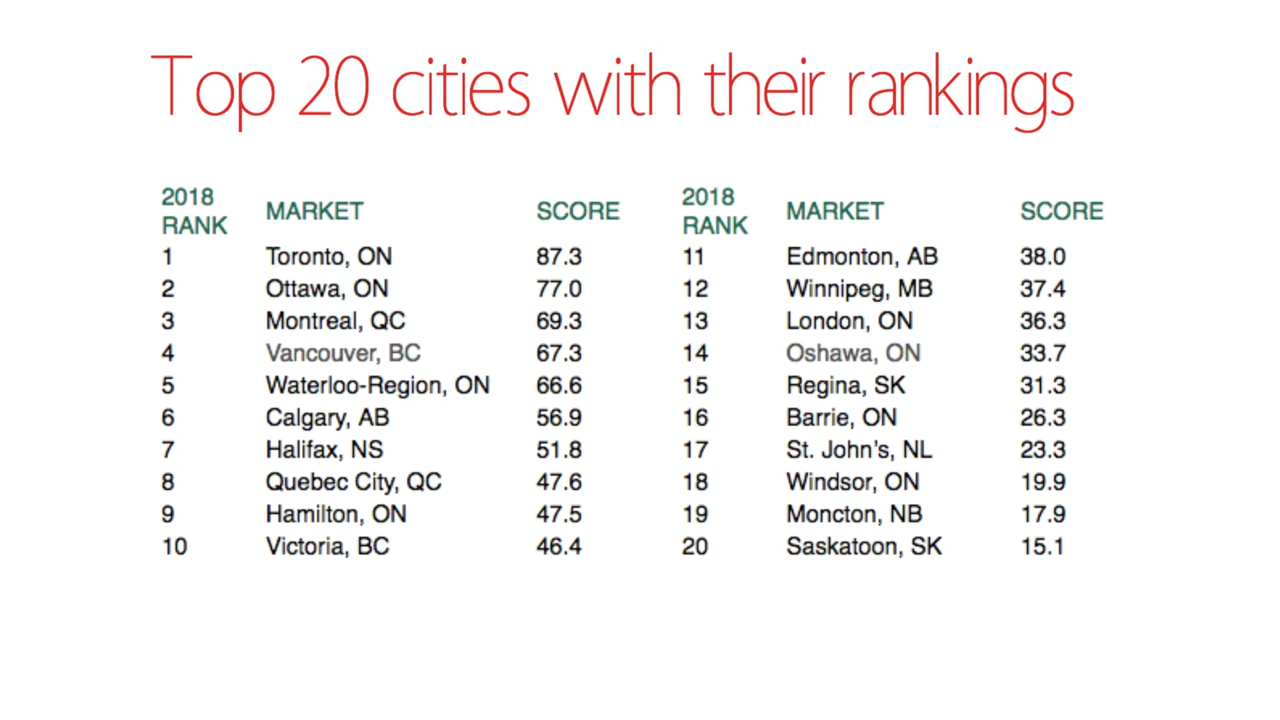 Top 20 cities with their rankings
2018 RANK MARKET SCORE
1 Toronto, ON 87.3
2 Ottawa, ON 77.0
3 Montreal, QC 69.3
4 Vancouver, BC 67.3
5 Waterloo-Region, ON 66.6
6 Calgary, AB 56.9
7 Halifax, NS 51.8
8 Quebec City, QC 47.6
9 Hamilton, ON 47.5
10 Victoria, BC 46.4
2018 RANK MARKET SCORE
11 Edmonton, AB 38.0
12 Winnipeg, MB 37.4
13 London, ON 36.3
14 Oshawa, ON 33.7
15 Regina, SK 31.3
16 Barrie, ON 26.3
17 St. John’s, NL 23.3
18 Windsor, ON 19.9
19 Moncton, NB 17.9
20 Saskatoon, SK 15.1